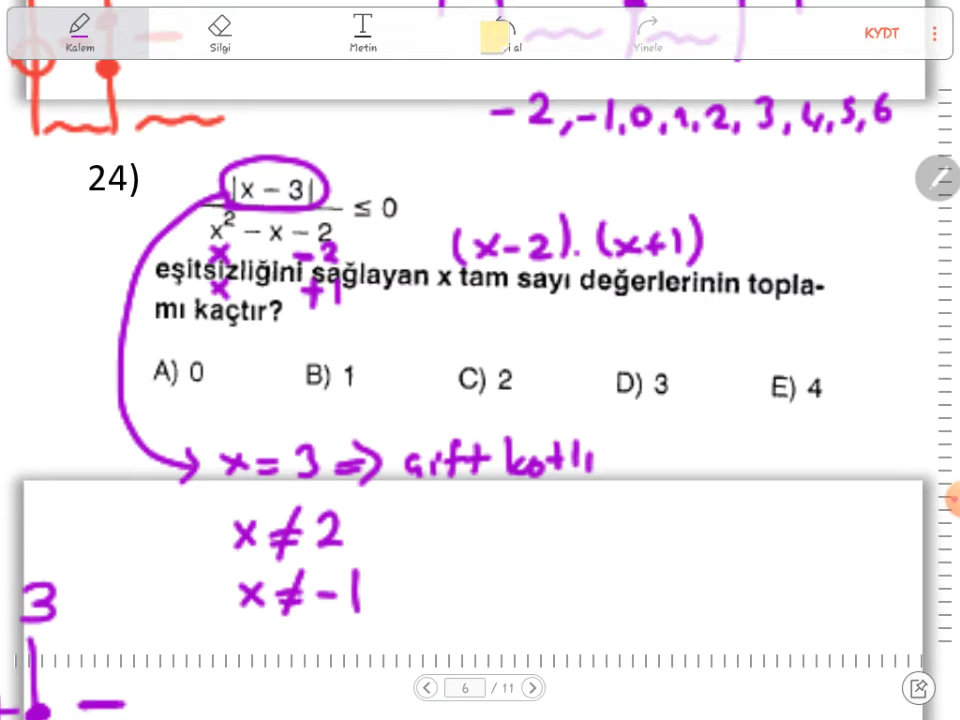 Kalem Silgi Metin al Yinele KYDT
-2,-1,0,1,2,3,4,5,6
24) |x - 3|
x² - x - 2 ≤ 0
(x-2).(x+1)
x -2
eşitsizliğini sağlayan x tam sayı değerlerinin topla-
x +1
mı kaçtır?
A) 0 B) 1 C) 2 D) 3 E) 4
x = 3 => çift katlı
x ≠ 2
x ≠ -1
3
6 / 11